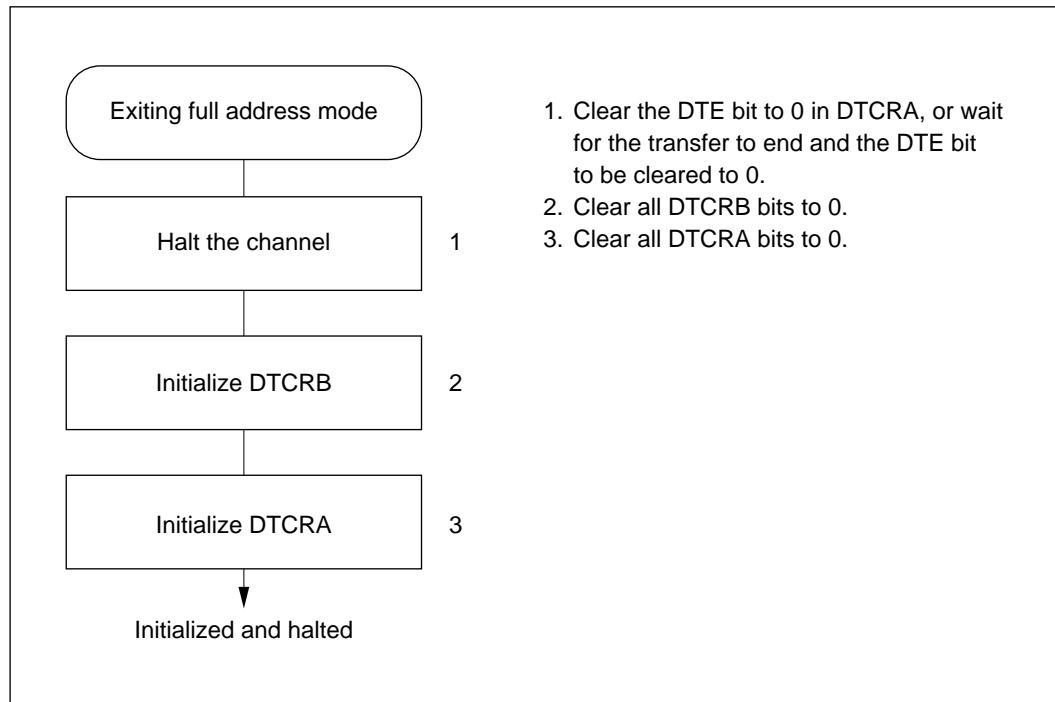 Exiting full address mode
Halt the channel
1
Initialize DTCRB
2
Initialize DTCRA
3
Initialized and halted
1. Clear the DTE bit to 0 in DTCRA, or wait
for the transfer to end and the DTE bit
to be cleared to 0.
2. Clear all DTCRB bits to 0.
3. Clear all DTCRA bits to 0.